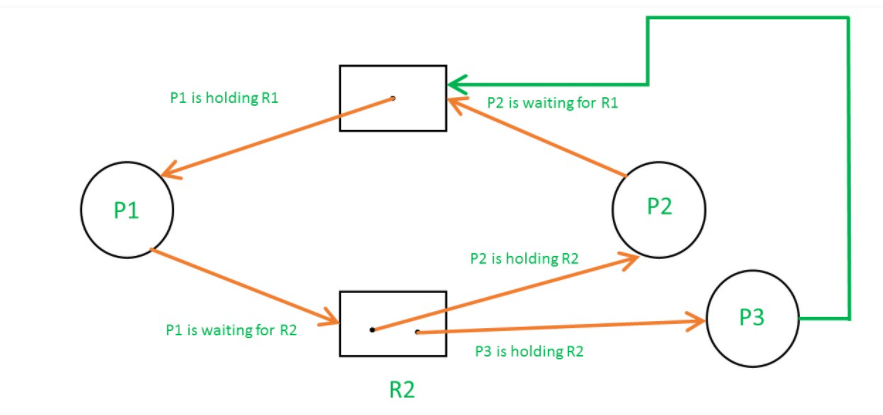 P1 is holding R1
P2 is waiting for R1
P1
P2
P2 is holding R2
P1 is waiting for R2
P3
P3 is holding R2
R2